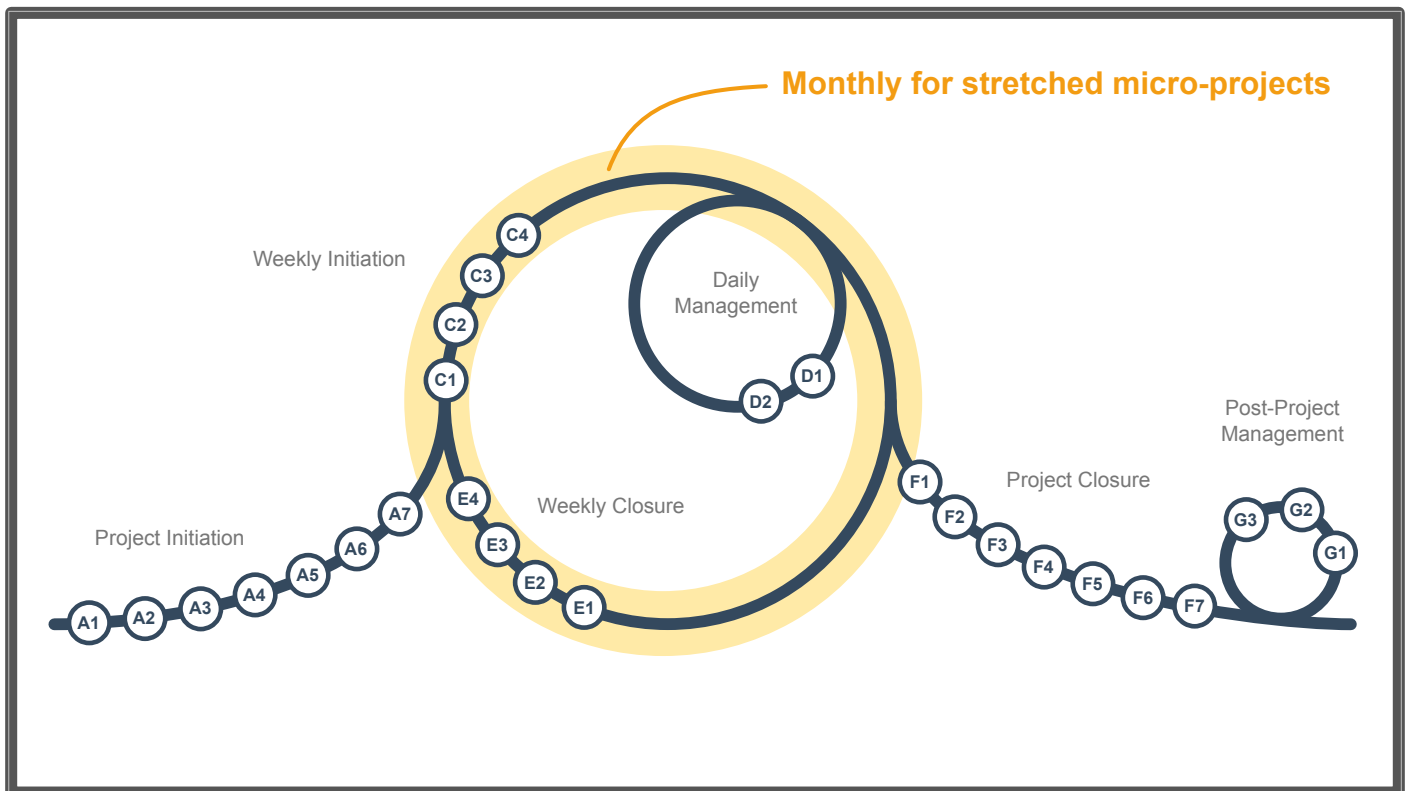 Monthly for stretched micro-projects
Weekly Initiation
C4
C3
C2
C1
Daily
Management
D1
D2
Post-Project
Management
Project Initiation
A1
A2
A3
A4
A5
A6
A7
Weekly Closure
E4
E3
E2
E1
Project Closure
F1
F2
F3
F4
F5
F6
F7
G3
G2
G1